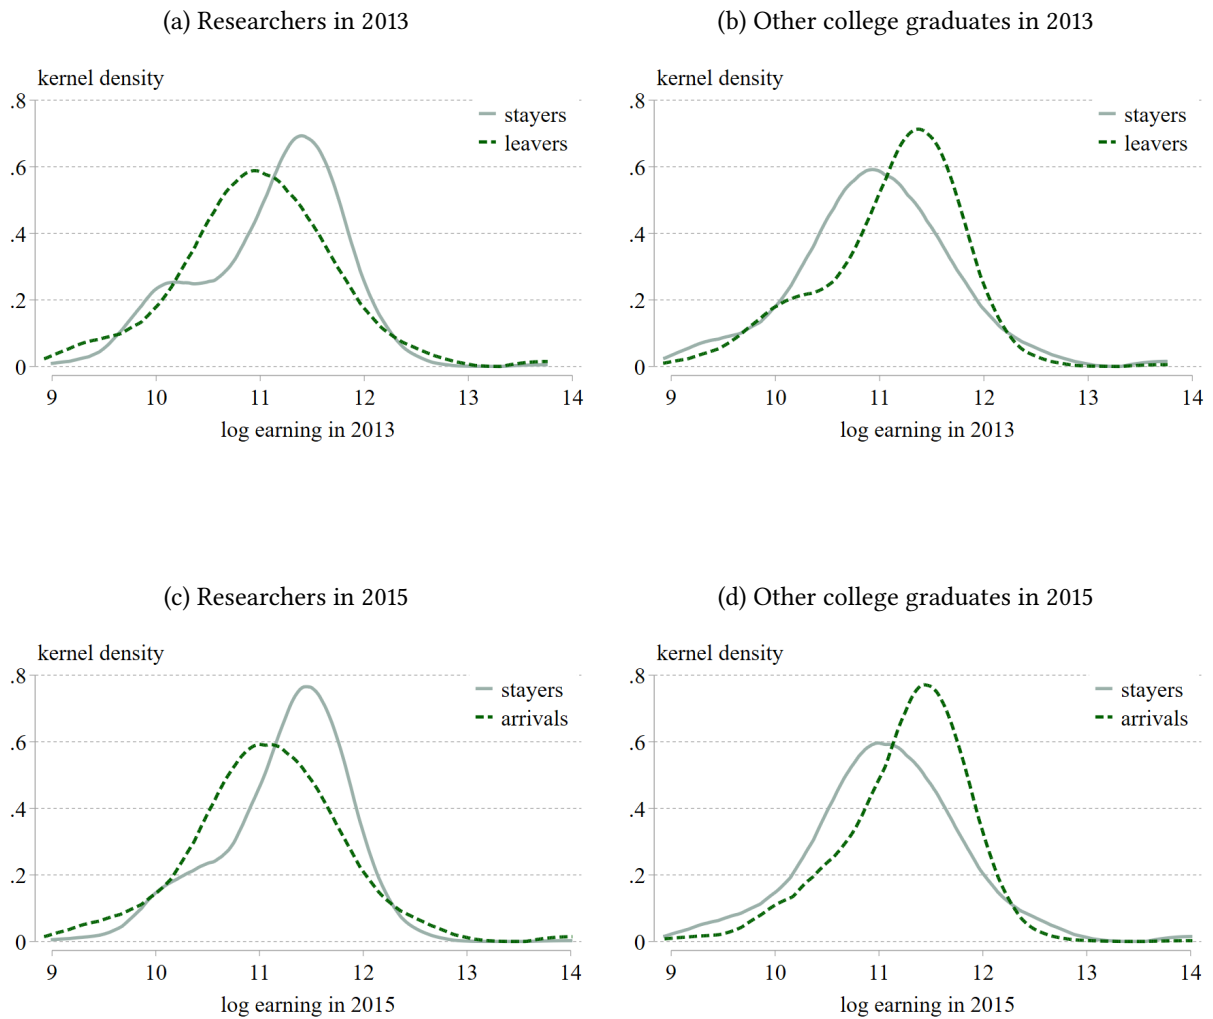 (a) Researchers in 2013
kernel density
.8
.6
.4
.2
0
stayers
leavers
9 10 11 12 13 14
log earning in 2013
(b) Other college graduates in 2013
kernel density
.8
.6
.4
.2
0
stayers
leavers
9 10 11 12 13 14
log earning in 2013
(c) Researchers in 2015
kernel density
.8
.6
.4
.2
0
stayers
arrivals
9 10 11 12 13 14
log earning in 2015
(d) Other college graduates in 2015
kernel density
.8
.6
.4
.2
0
stayers
arrivals
9 10 11 12 13 14
log earning in 2015